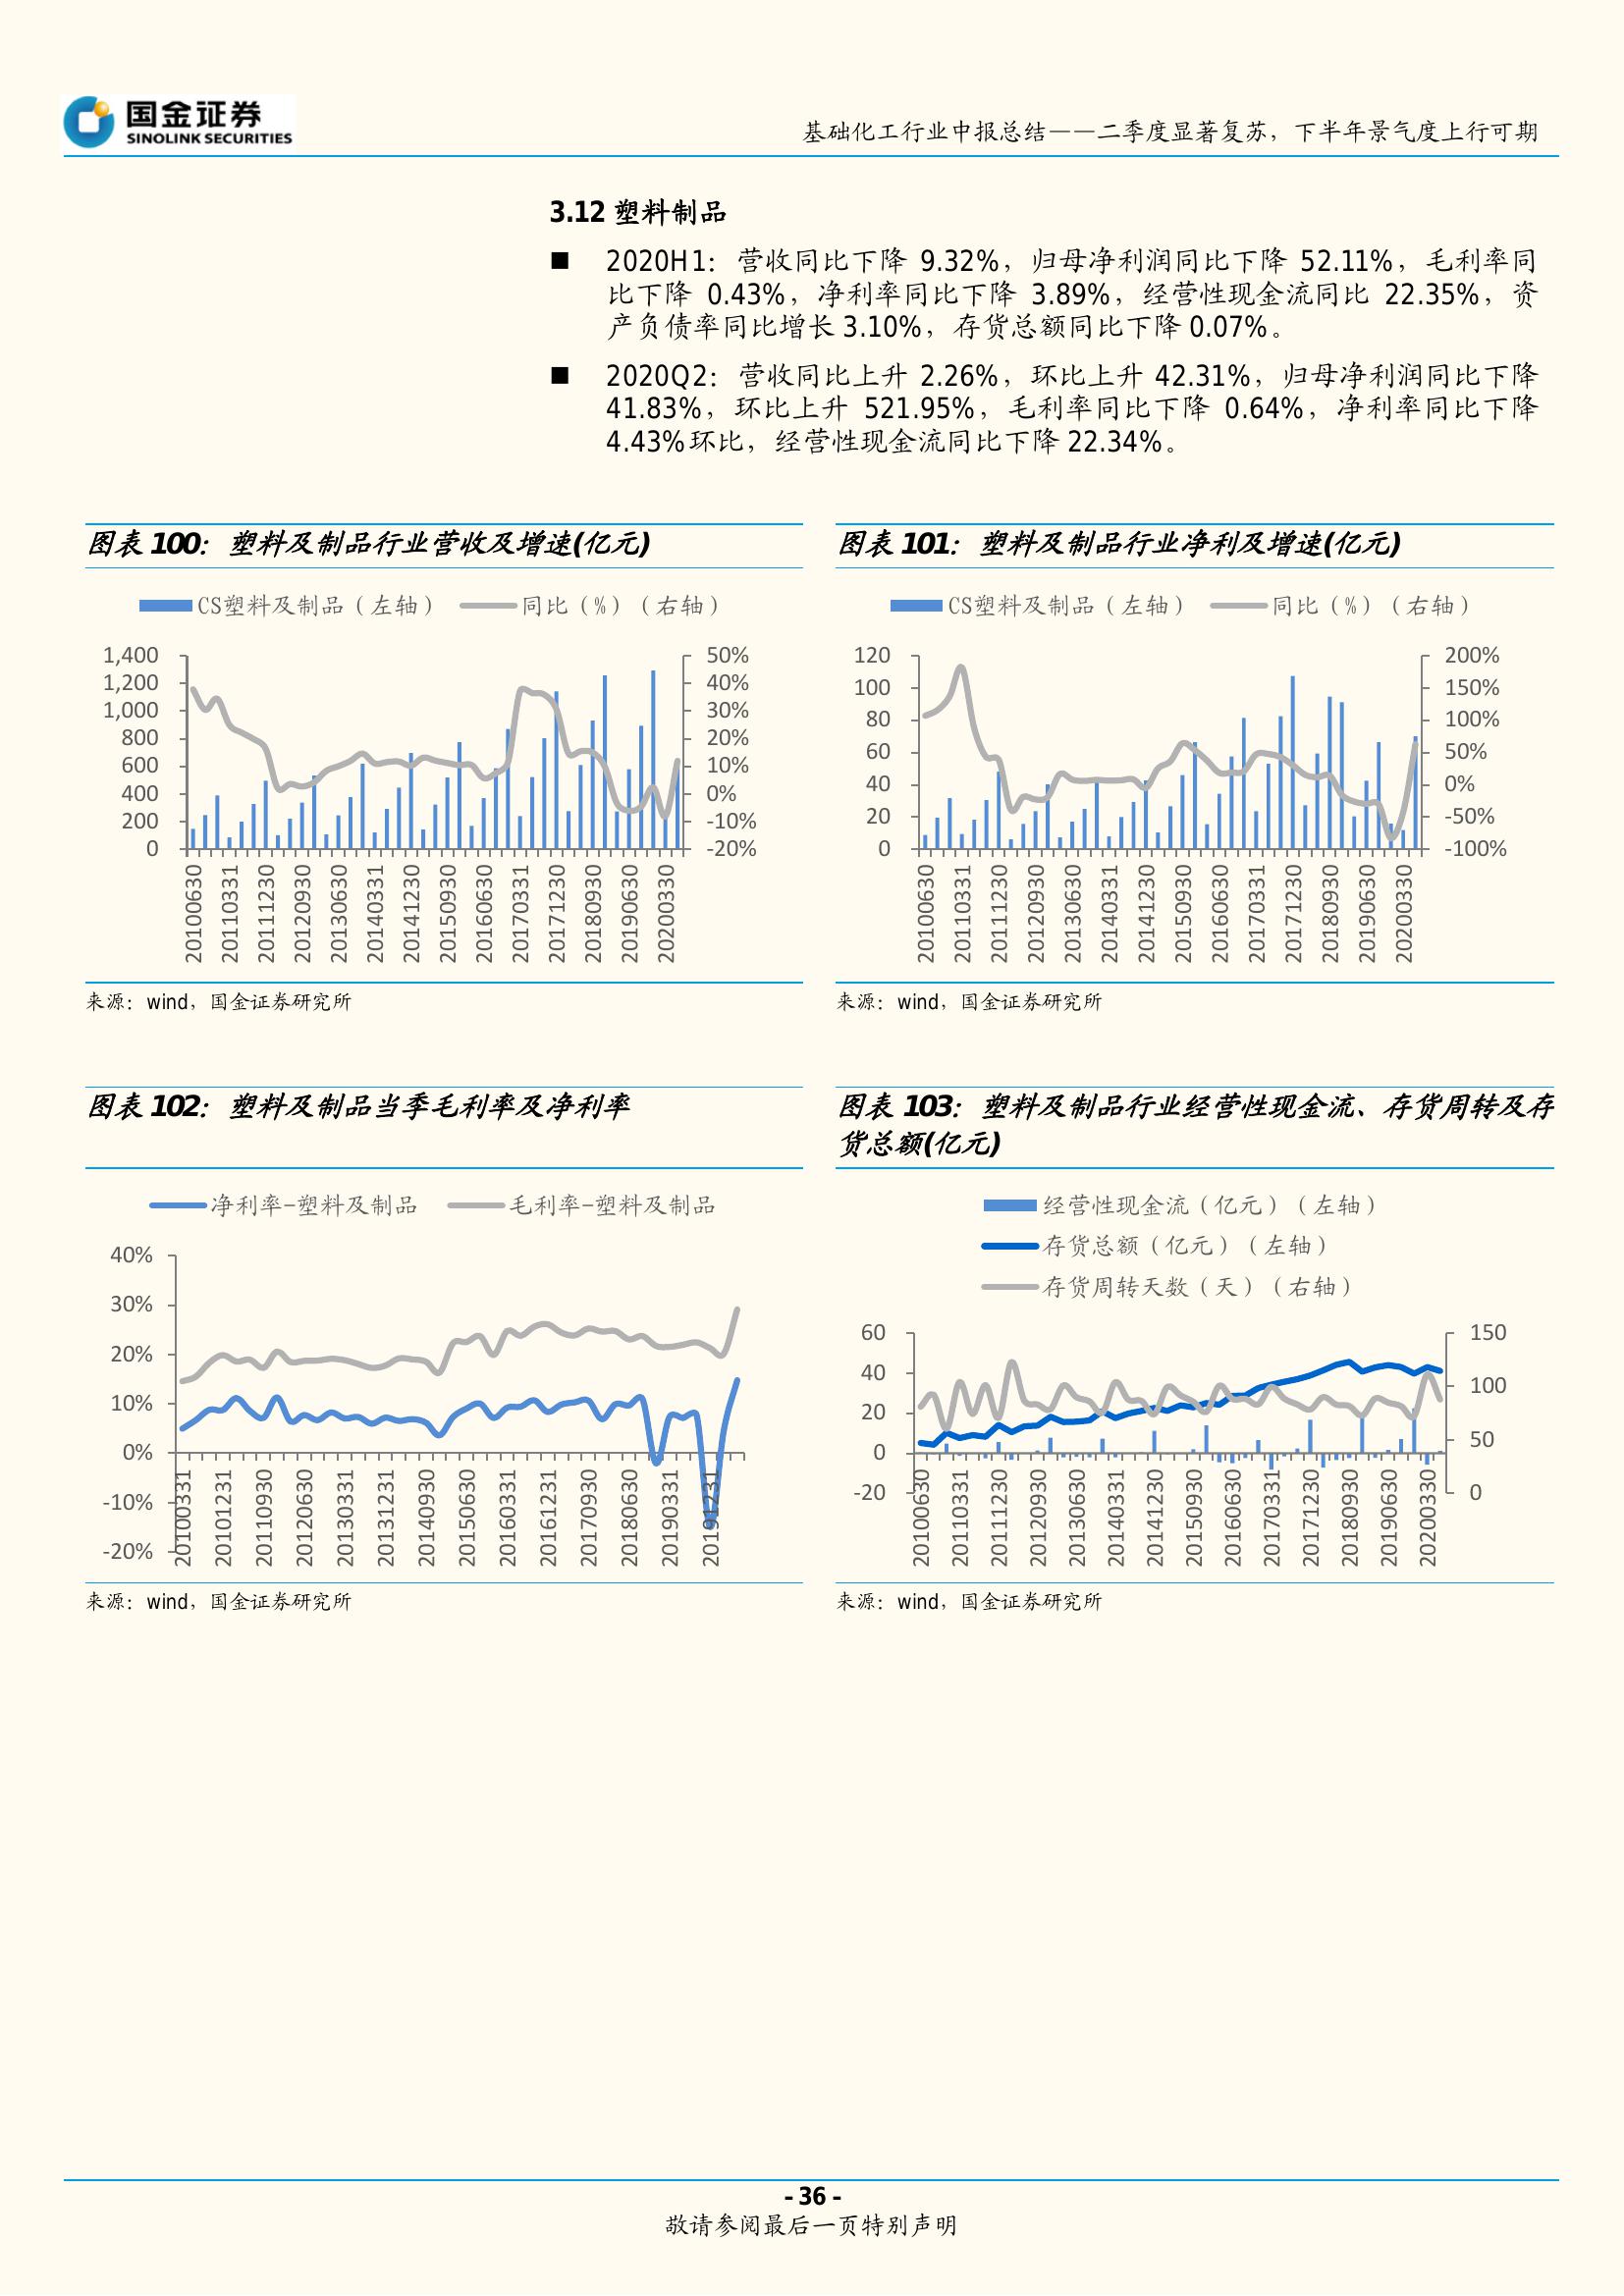 国金证券
SINOLINK SECURITIES
基础化工行业中报总结——二季度显著复苏，下半年景气度上行可期
3.12 塑料制品
■ 2020H1：营收同比下降 9.32%，归母净利润同比下降 52.11%，毛利率同
比下降 0.43%，净利率同比下降 3.89%，经营性现金流同比 22.35%，资
产负债率同比增长 3.10%，存货总额同比下降 0.07%。
■ 2020Q2：营收同比上升 2.26%，环比上升 42.31%，归母净利润同比下降
41.83%，环比上升 521.95%，毛利率同比下降 0.64%，净利率同比下降
4.43%环比，经营性现金流同比下降 22.34%。
图表 100：塑料及制品行业营收及增速(亿元)
CS塑料及制品（左轴） 同比（%）（右轴）
1,400 50%
1,200 40%
1,000 30%
800 20%
600 10%
400 0%
200 -10%
0 -20%
20100630 20110331 20111230 20120930 20130630 20140331 20141230 20150930 20160630 20170331 20171230 20180930 20190630 20200330
来源：wind，国金证券研究所
图表 101：塑料及制品行业净利及增速(亿元)
CS塑料及制品（左轴） 同比（%）（右轴）
120 200%
100 150%
80 100%
60 50%
40 0%
20 -50%
0 -100%
20100630 20110331 20111230 20120930 20130630 20140331 20141230 20150930 20160630 20170331 20171230 20180930 20190630 20200330
来源：wind，国金证券研究所
图表 102：塑料及制品当季毛利率及净利率
净利率-塑料及制品 毛利率-塑料及制品
40%
30%
20%
10%
0%
-10%
-20%
20100331 20101231 20110930 20120630 20130331 20131231 20140930 20150630 20160331 20161231 20170930 20180630 20190331 20191231
来源：wind，国金证券研究所
图表 103：塑料及制品行业经营性现金流、存货周转及存
货总额(亿元)
经营性现金流（亿元）（左轴）
存货总额（亿元）（左轴）
存货周转天数（天）（右轴）
60 150
40 100
20 50
0
-20 0
20100630 20110331 20111230 20120930 20130630 20140331 20141230 20150930 20160630 20170331 20171230 20180930 20190630 20200330
来源：wind，国金证券研究所
- 36 -
敬请参阅最后一页特别声明